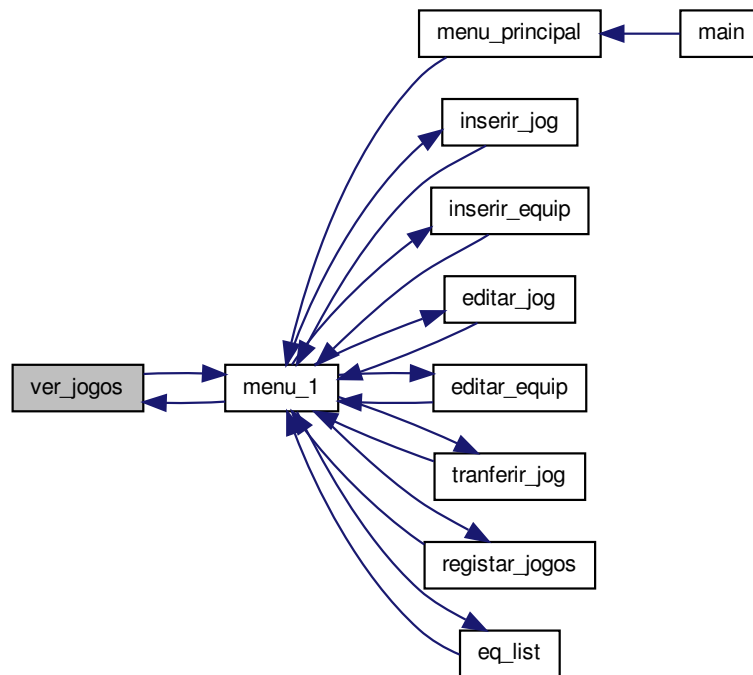 menu_principal
main
inserir_jog
inserir_equip
editar_jog
ver_jogos
menu_1
editar_equip
tranferir_jog
registar_jogos
eq_list